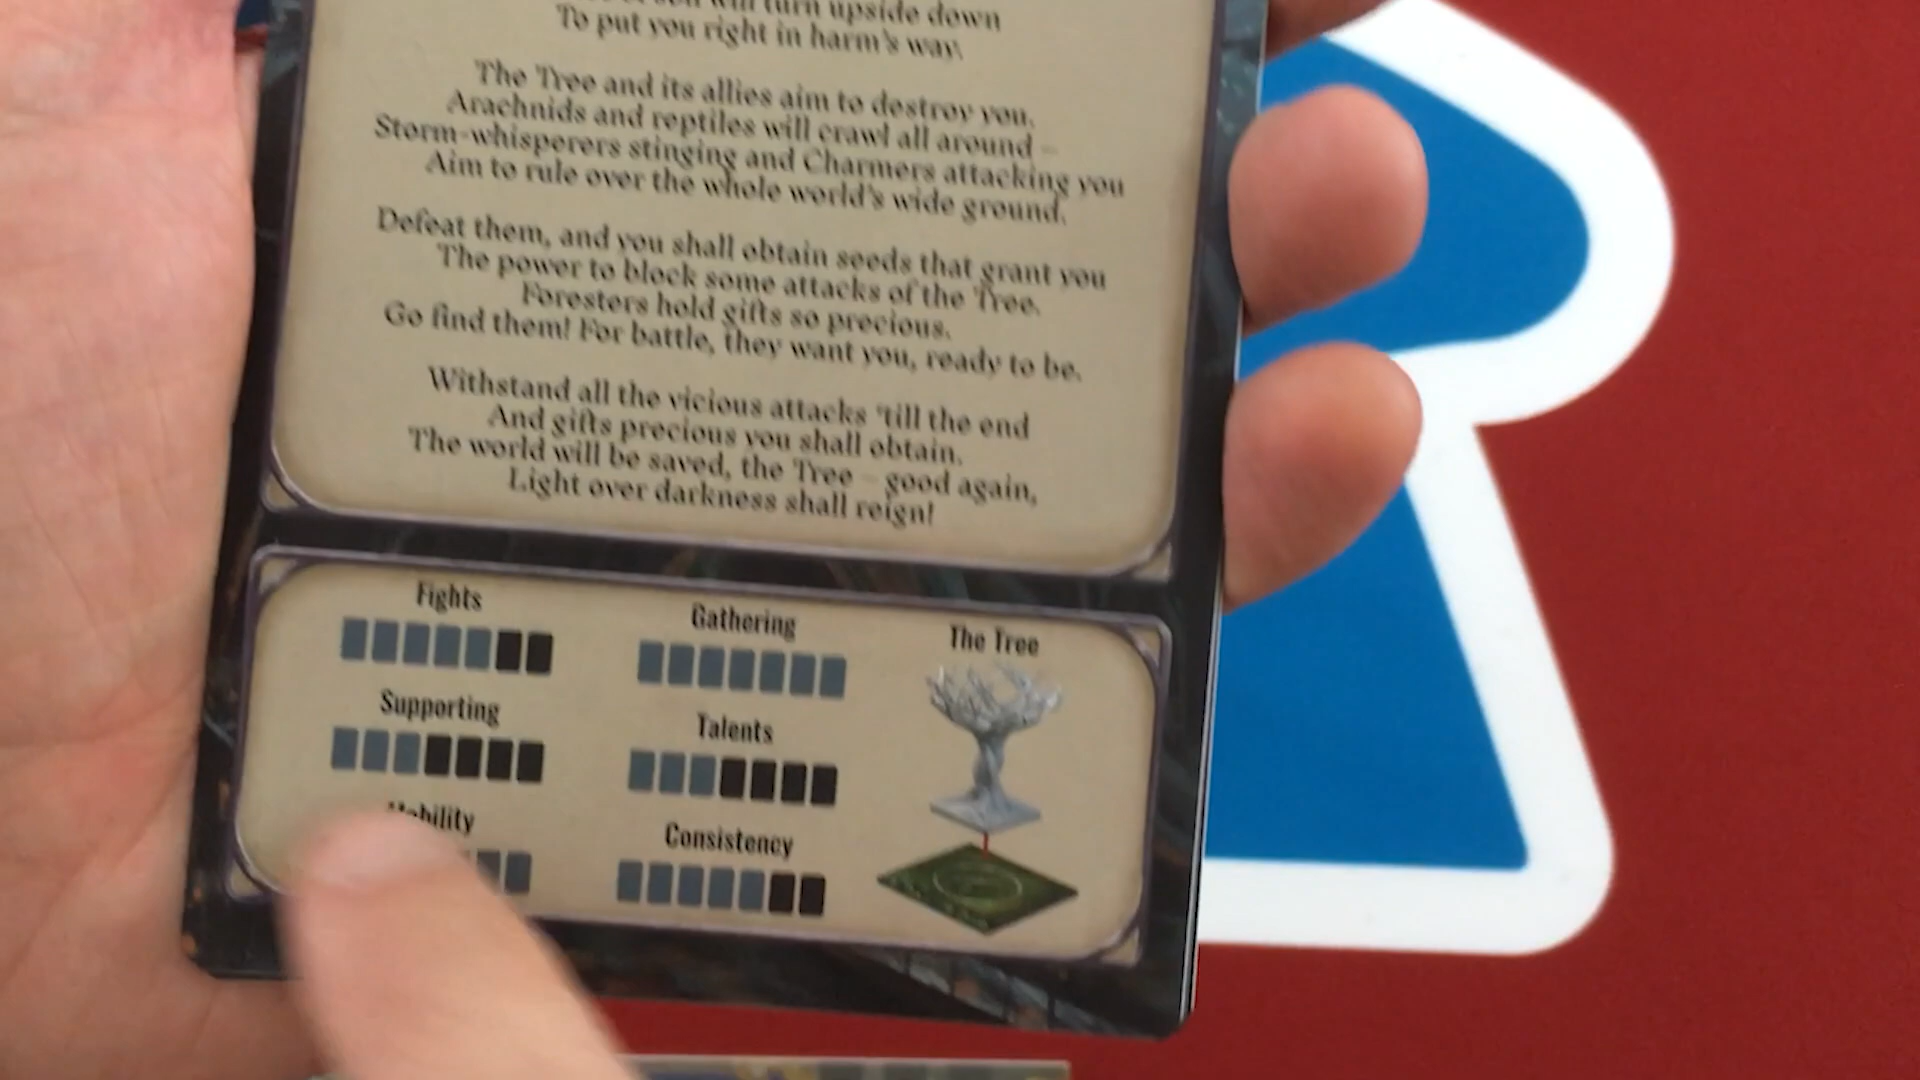 will turn upside down
To put you right in harm's way.
The Tree and its allies aim to destroy you.
Arachnids and reptiles will crawl all around –
Storm-whisperers stinging and Charmers attacking you
Aim to rule over the whole world's wide ground.
Defeat them, and you shall obtain seeds that grant you
The power to block some attacks of the Tree.
Foresters hold gifts so precious.
Go find them! For battle, they want you, ready to be.
Withstand all the vicious attacks 'till the end
And gifts precious you shall obtain.
The world will be saved, the Tree – good again,
Light over darkness shall reign!
Fights
Gathering
The Tree
Supporting
Talents
Mobility
Consistency